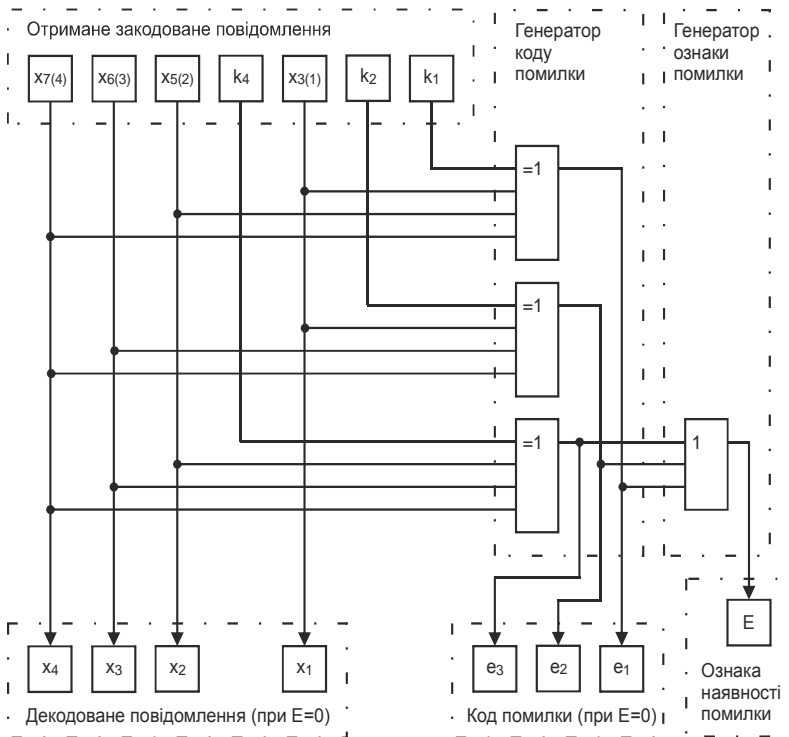 Отримане закодоване повідомлення
Генератор
коду
помилки
Генератор
ознаки
помилки
x7(4) x6(3) x5(2) k4 x3(1) k2 k1
=1
=1
=1
1
E
x4 x3 x2 x1
e3 e2 e1
Декодоване повідомлення (при E=0)
Код помилки (при E=0)
Ознака
наявності
помилки